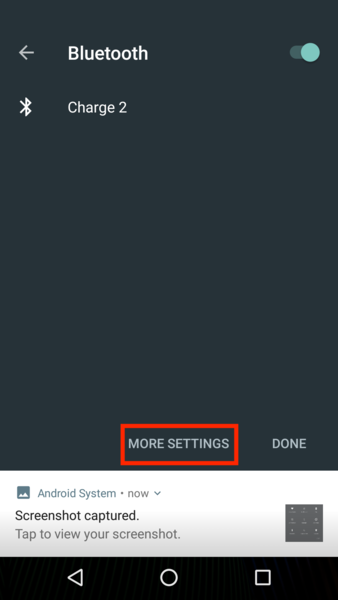 Bluetooth
Charge 2
MORE SETTINGS DONE
Android System • now
Screenshot captured.
Tap to view your screenshot.